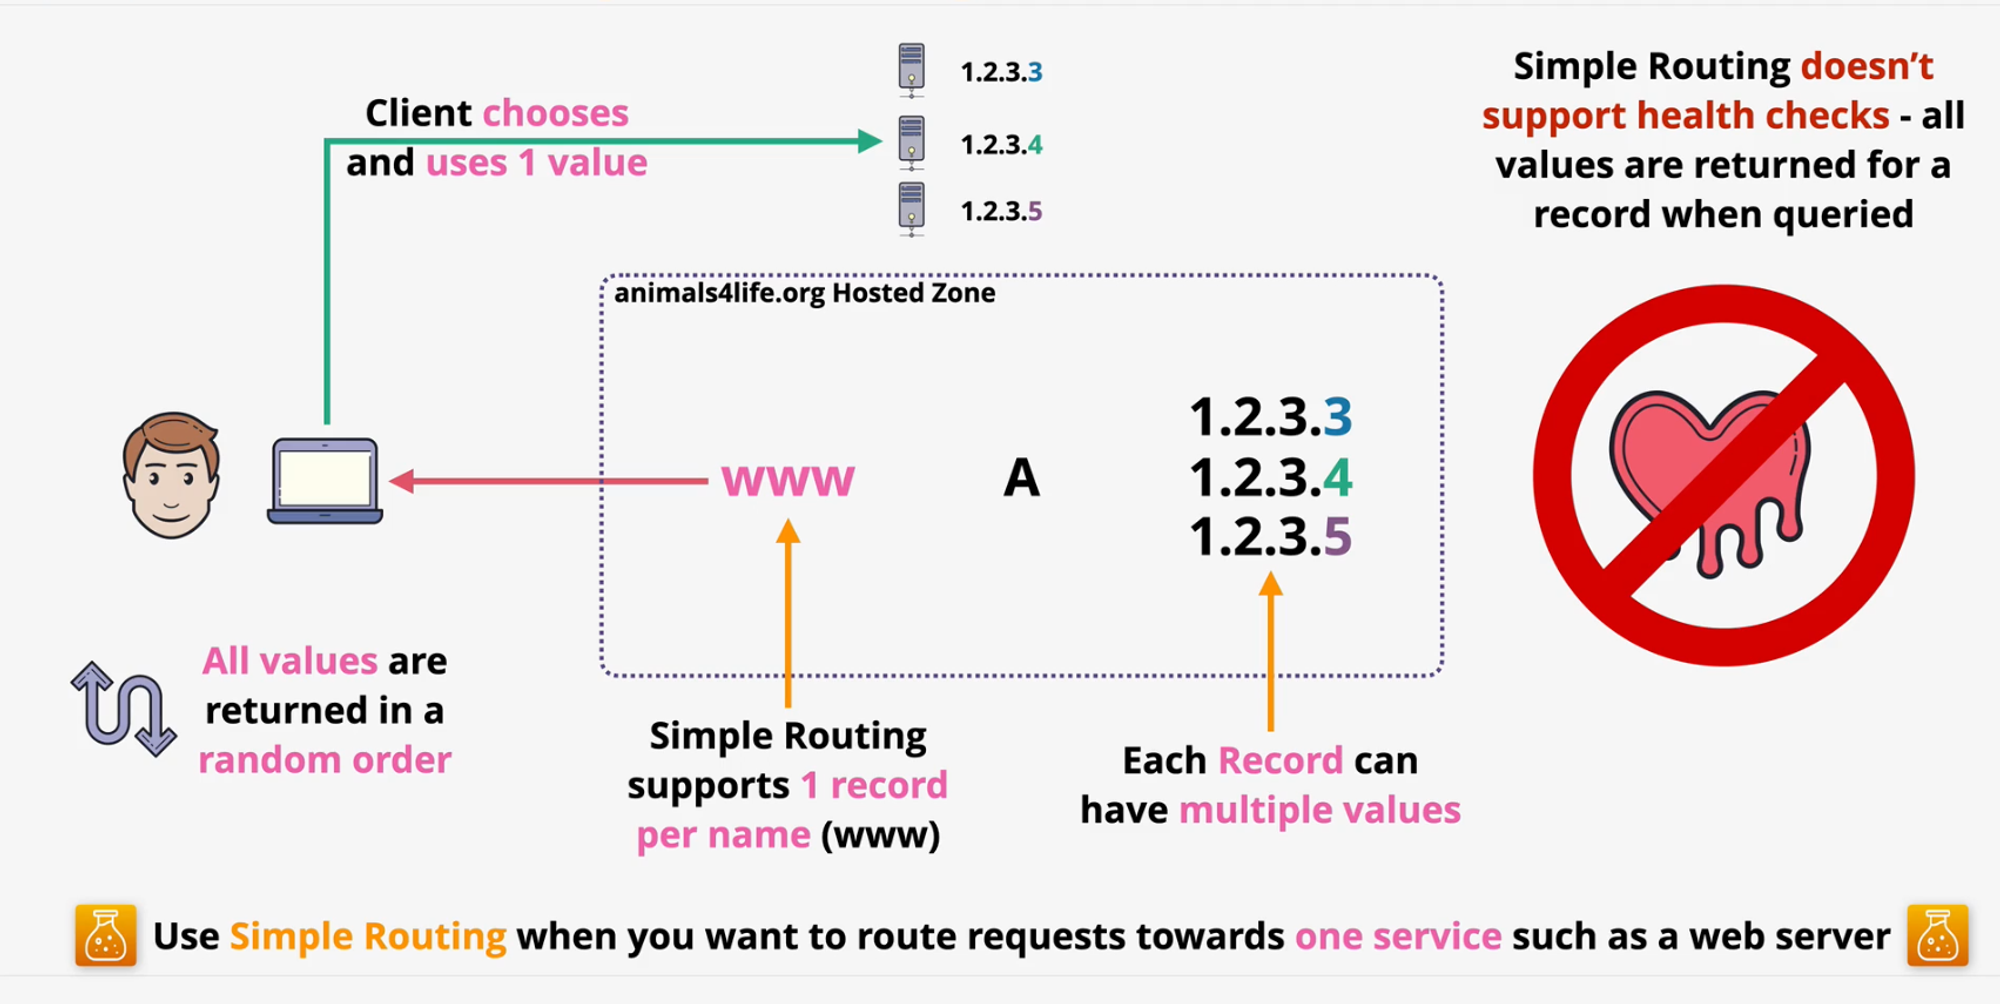 Client chooses
and uses 1 value
1.2.3.3
1.2.3.4
1.2.3.5
Simple Routing doesn’t
support health checks - all
values are returned for a
record when queried
animals4life.org Hosted Zone
www
A
1.2.3.3
1.2.3.4
1.2.3.5
All values are
returned in a
random order
Simple Routing
supports 1 record
per name (www)
Each Record can
have multiple values
Use Simple Routing when you want to route requests towards one service such as a web server